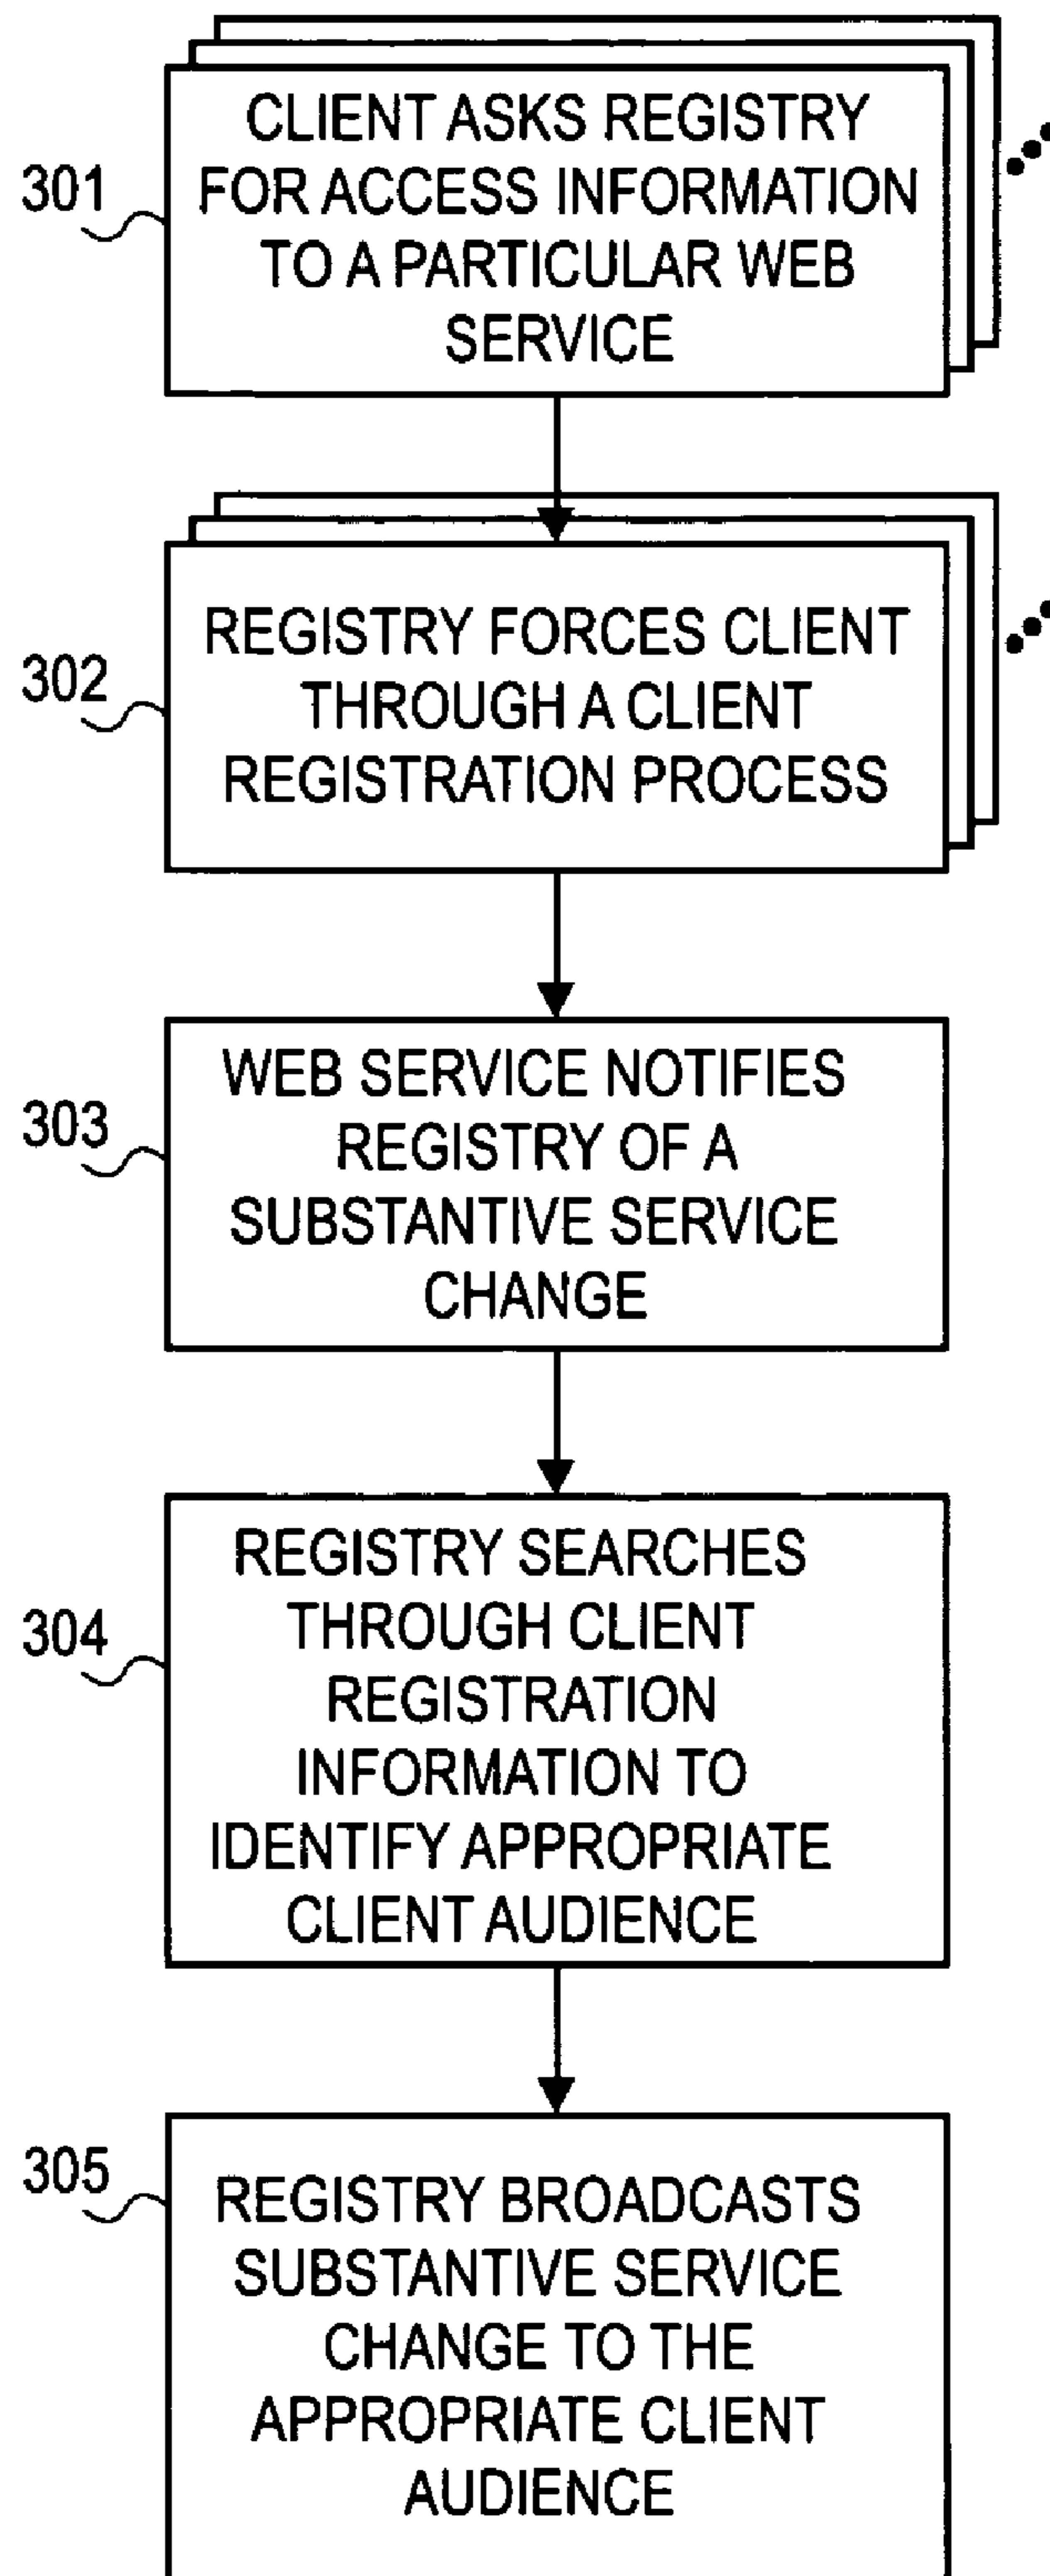 301
CLIENT ASKS REGISTRY
FOR ACCESS INFORMATION
TO A PARTICULAR WEB
SERVICE
302
REGISTRY FORCES CLIENT
THROUGH A CLIENT
REGISTRATION PROCESS
303
WEB SERVICE NOTIFIES
REGISTRY OF A
SUBSTANTIVE SERVICE
CHANGE
304
REGISTRY SEARCHES
THROUGH CLIENT
REGISTRATION
INFORMATION TO
IDENTIFY APPROPRIATE
CLIENT AUDIENCE
305
REGISTRY BROADCASTS
SUBSTANTIVE SERVICE
CHANGE TO THE
APPROPRIATE CLIENT
AUDIENCE